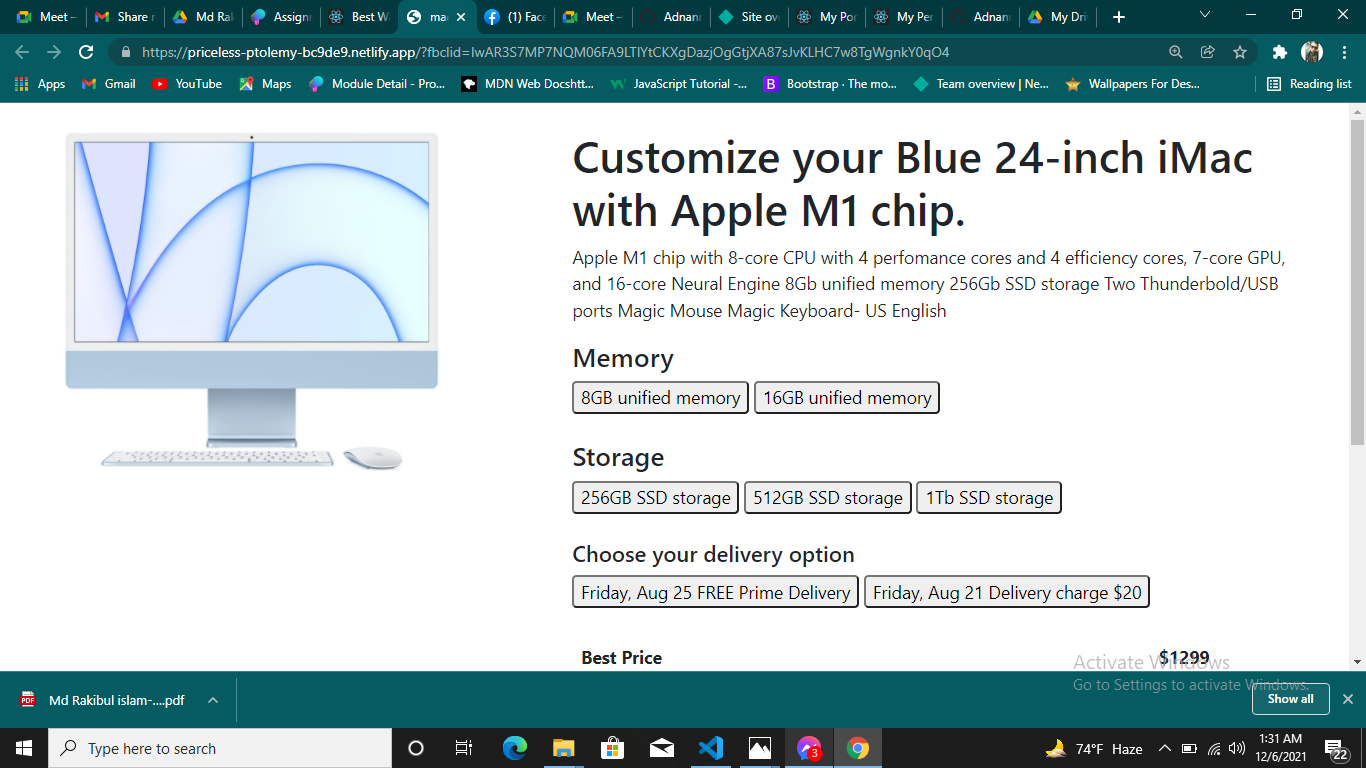 Meet –
Share r
Md Rak
Assignm
Best W
mac
(1) Face
Meet –
Adnan
Site ov
My Por
My Per
Adnan
My Driv
https://priceless-ptolemy-bc9de9.netlify.app/?fbclid=IwAR3S7MP7NQM06FA9LTlYtCKXgDazjOgGtjXA87sJvKLHC7w8TgWgnkY0qO4
Apps
Gmail
YouTube
Maps
Module Detail - Pro...
MDN Web Docshtt...
JavaScript Tutorial -...
Bootstrap · The mo...
Team overview | Ne...
Wallpapers For Des...
Reading list
Customize your Blue 24-inch iMac
with Apple M1 chip.
Apple M1 chip with 8-core CPU with 4 perfomance cores and 4 efficiency cores, 7-core GPU,
and 16-core Neural Engine 8Gb unified memory 256Gb SSD storage Two Thunderbold/USB
ports Magic Mouse Magic Keyboard- US English
Memory
8GB unified memory
16GB unified memory
Storage
256GB SSD storage
512GB SSD storage
1Tb SSD storage
Choose your delivery option
Friday, Aug 25 FREE Prime Delivery
Friday, Aug 21 Delivery charge $20
Best Price
$1299
Activate Windows
Go to Settings to activate Windows.
PDF
Md Rakibul islam-....pdf
Show all
Type here to search
3
74°F Haze
1:31 AM
12/6/2021
22